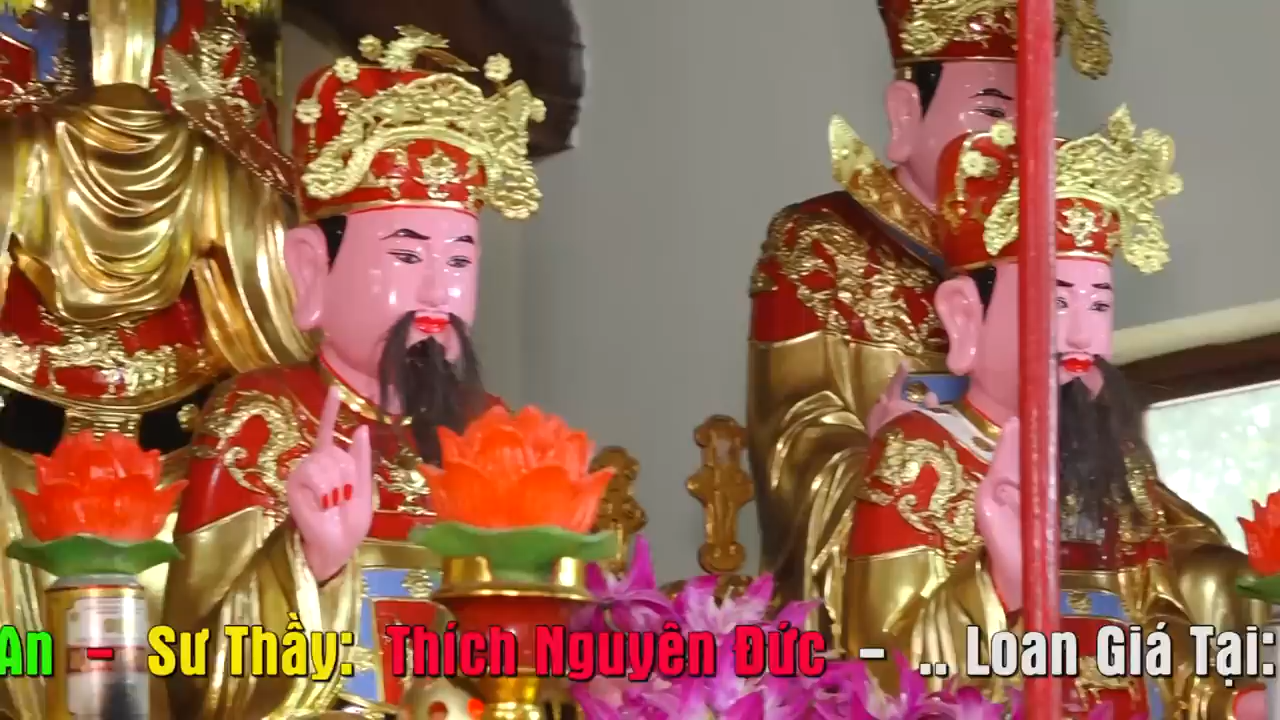 An - Sư Thầy: Thích Nguyên Đức - .. Loan Giá Tại: